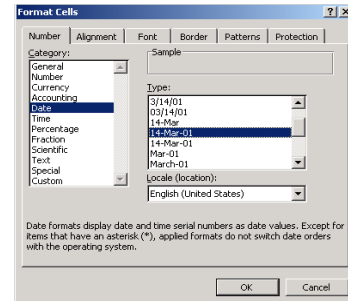 Format Cells
Number Alignment Font Border Patterns Protection
Category:
General
Number
Currency
Accounting
Date
Time
Percentage
Fraction
Scientific
Text
Special
Custom
Sample
Type:
3/14/01
03/14/01
14-Mar
14-Mar-01
14-Mar-01
Mar-01
March-01
Locale (location):
English (United States)
Date formats display date and time serial numbers as date values. Except for
items that have an asterisk (*), applied formats do not switch date orders
with the operating system.
OK Cancel